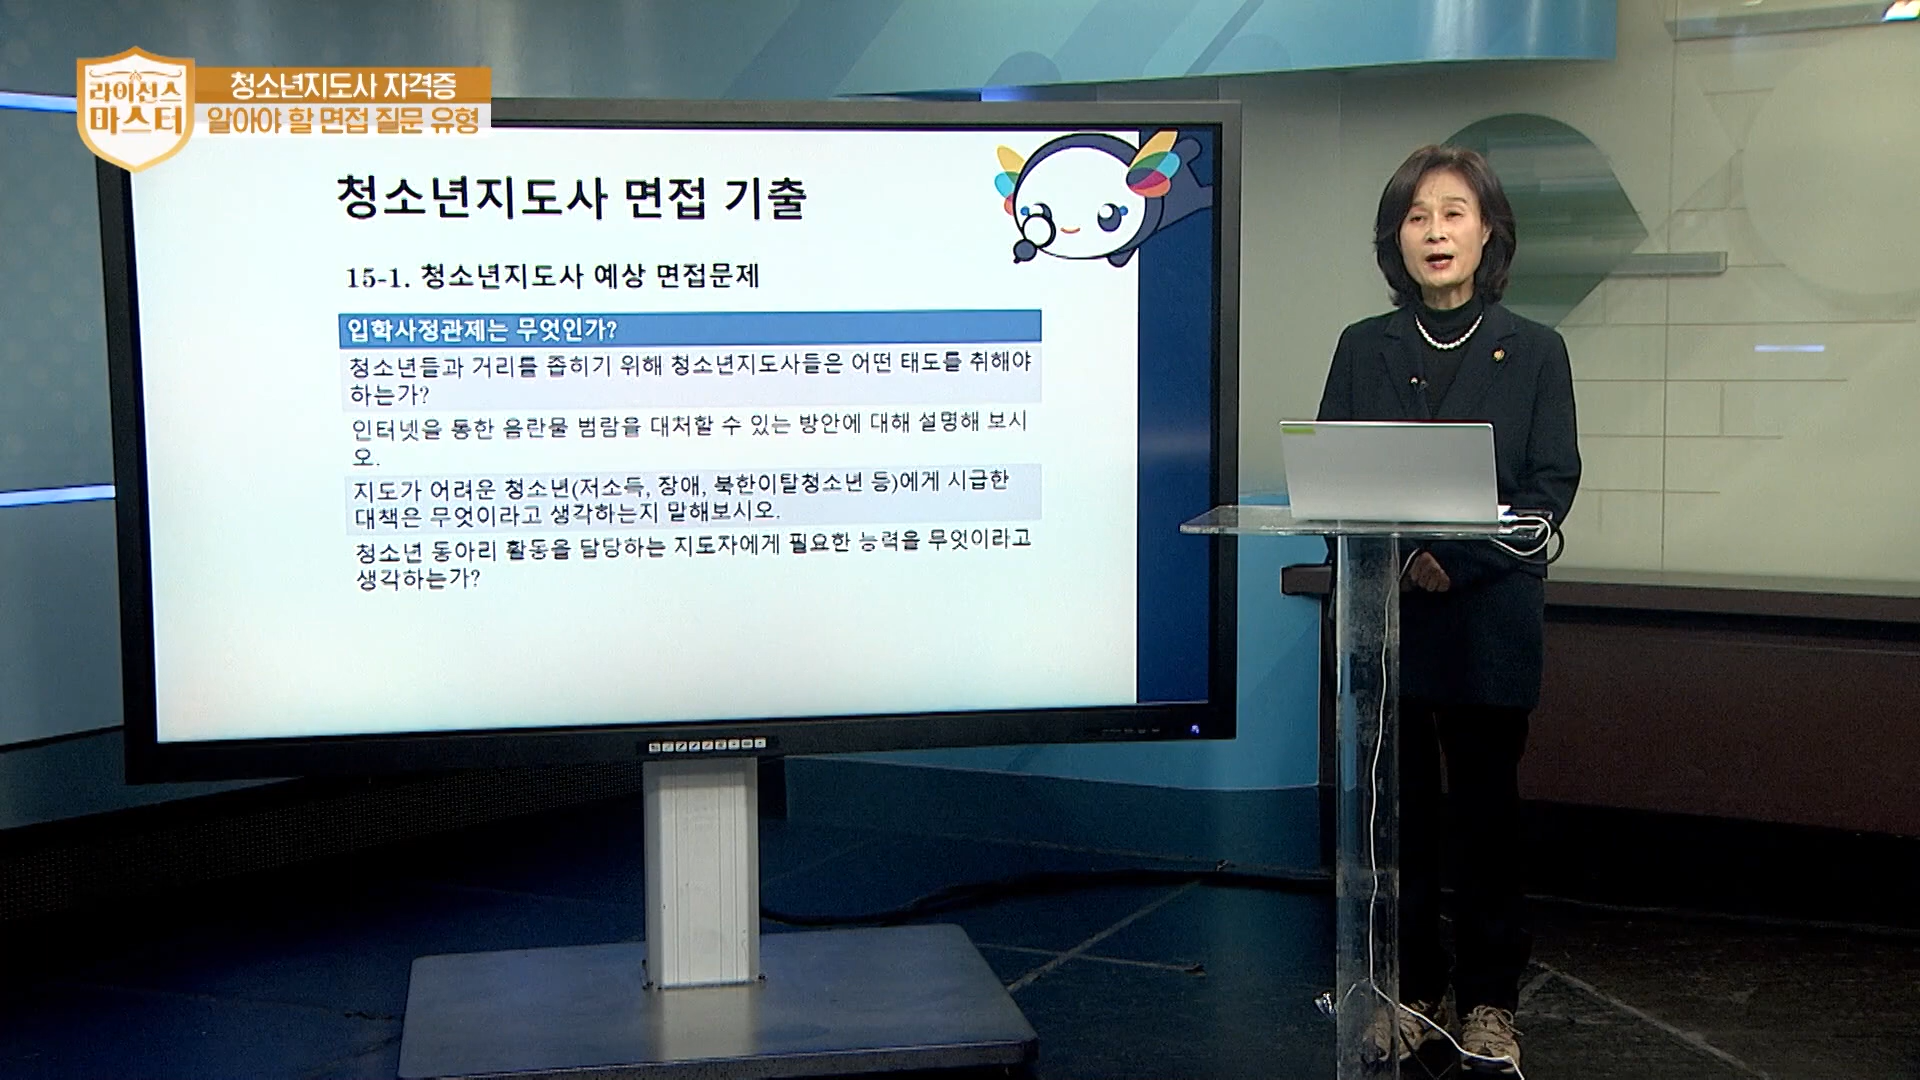 라이선스
마스터
청소년지도사 자격증
알아야 할 면접 질문 유형
청소년지도사 면접 기출
15-1. 청소년지도사 예상 면접문제
입학사정관제는 무엇인가?
청소년들과 거리를 좁히기 위해 청소년지도사들은 어떤 태도를 취해야
하는가?
인터넷을 통한 음란물 범람을 대처할 수 있는 방안에 대해 설명해 보시
오.
지도가 어려운 청소년(저소득, 장애, 북한이탈청소년 등)에게 시급한
대책은 무엇이라고 생각하는지 말해보시오.
청소년 동아리 활동을 담당하는 지도자에게 필요한 능력을 무엇이라고
생각하는가?